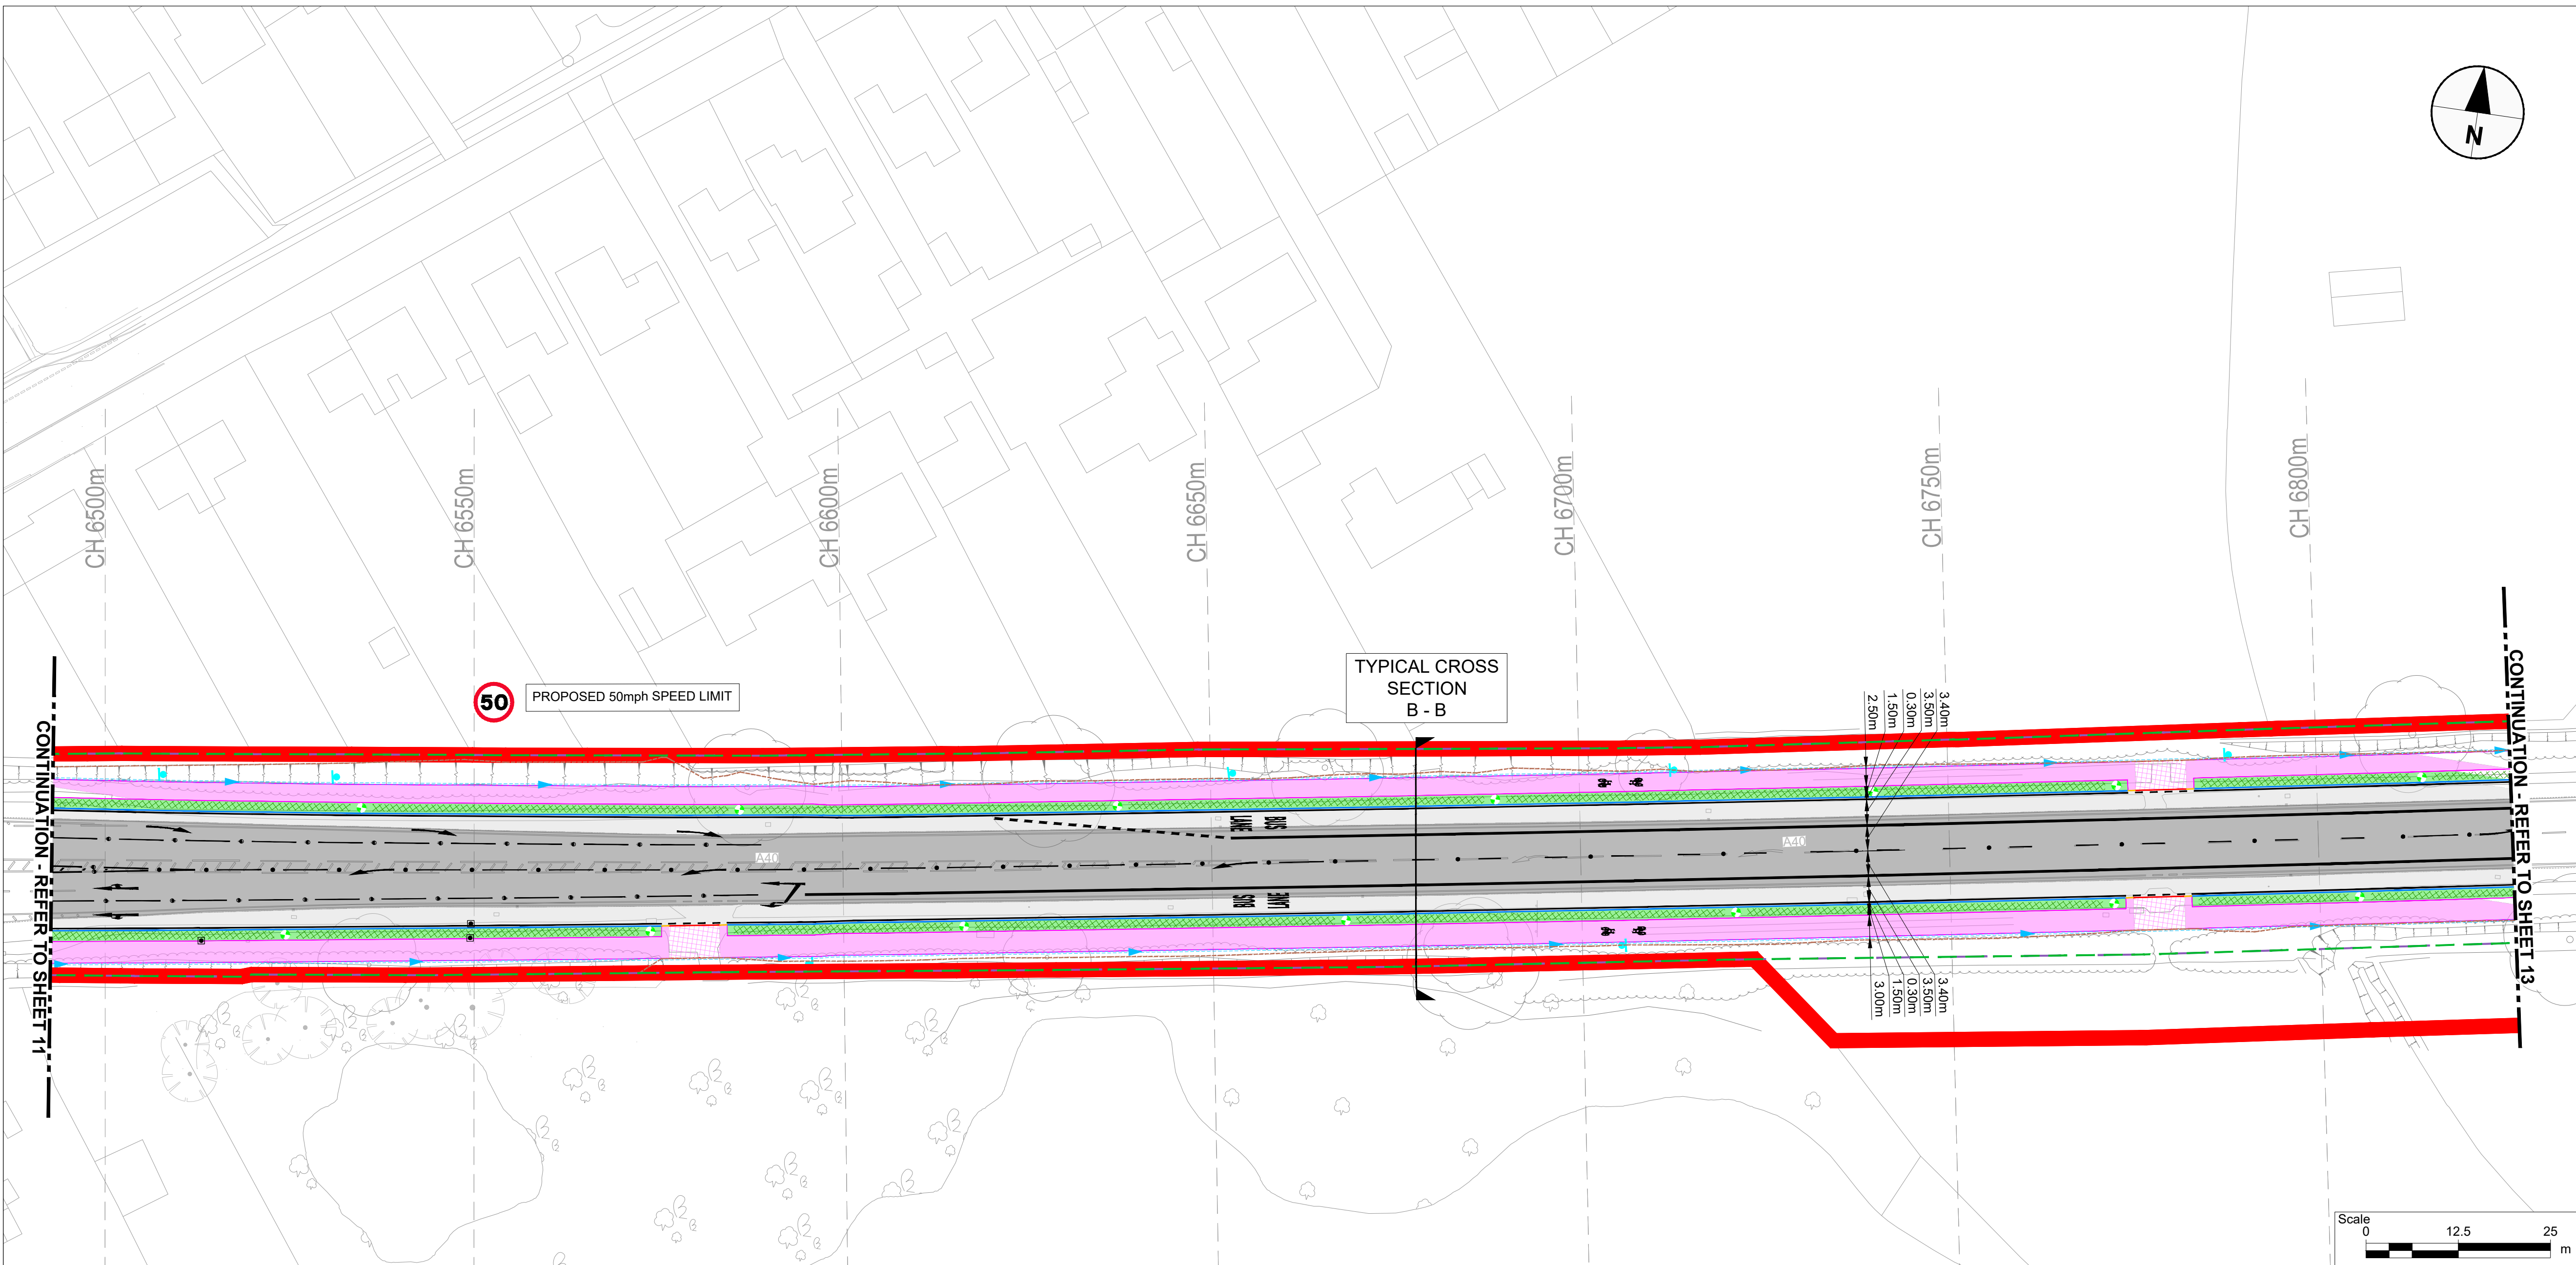 N
CH 6500m
CH 6550m
CH 6600m
CH 6650m
CH 6700m
CH 6750m
CH 6800m
CONTINUATION - REFER TO SHEET 11
50
PROPOSED 50mph SPEED LIMIT
TYPICAL CROSS
SECTION
B - B
2.50m
1.50m
0.30m
3.50m
3.40m
CONTINUATION - REFER TO SHEET 13
BUS
LANE
A40
A40
LANE
BUS
3.00m
1.50m
0.30m
3.50m
3.40m
Scale
0 12.5 25
m